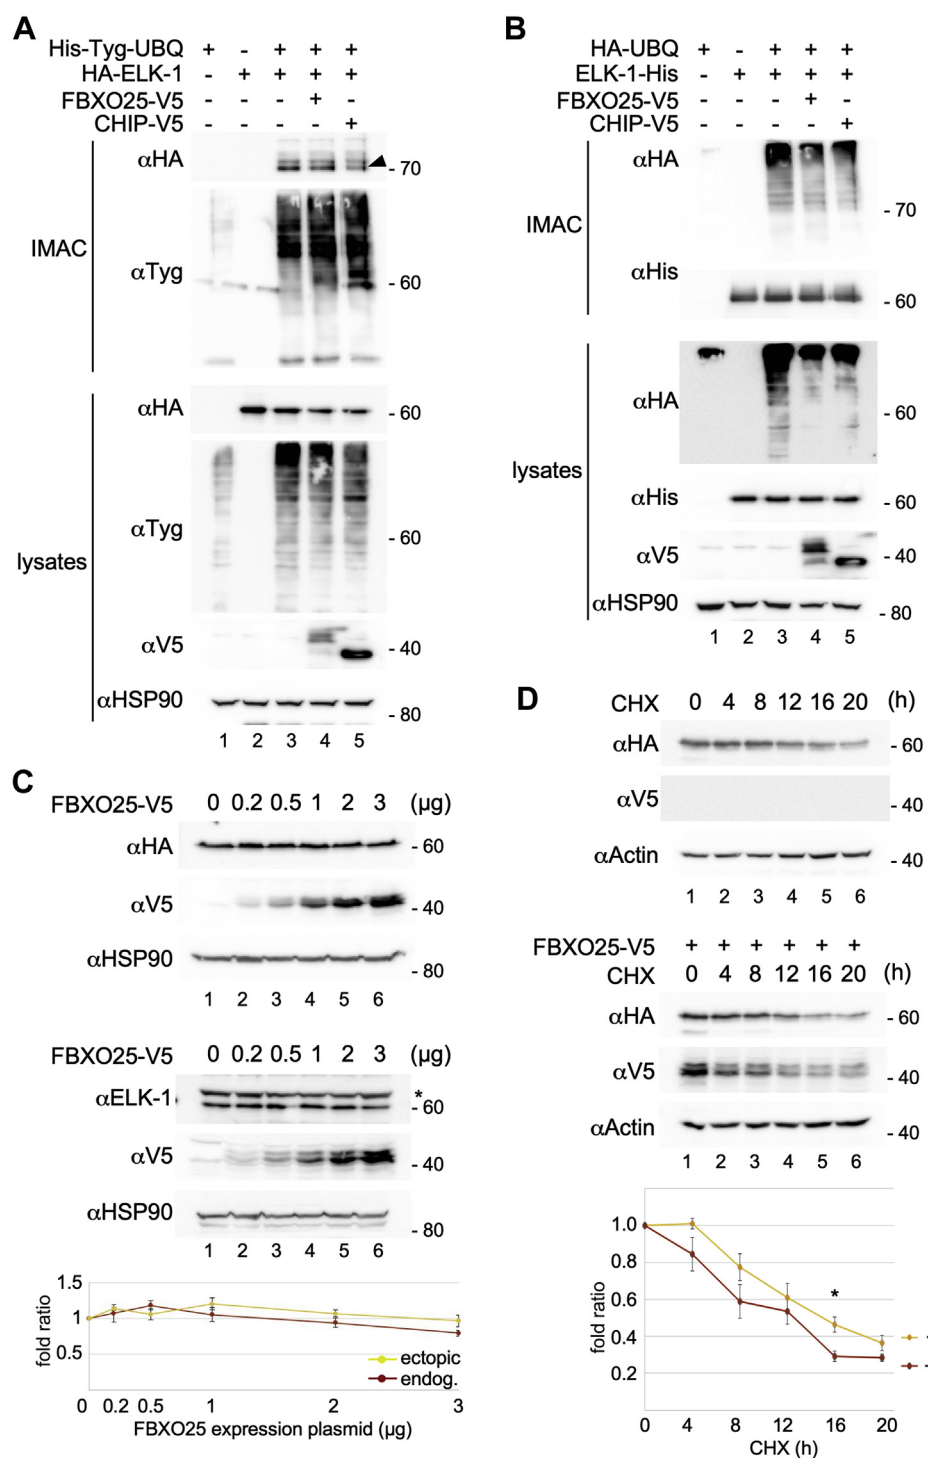 A
His-Tyg-UBQ + - + + +
HA-ELK-1 - + + + +
FBXO25-V5 - - - + -
CHIP-V5 - - - - +
IMAC
αHA - 70
αTyg - 60
lysates
αHA - 60
αTyg - 60
αV5 - 40
αHSP90 - 80
1 2 3 4 5
B
HA-UBQ + - + + +
ELK-1-His - + + + +
FBXO25-V5 - - - + -
CHIP-V5 - - - - +
IMAC
αHA - 70
αHis - 60
lysates
αHA - 60
αHis - 60
αV5 - 40
αHSP90 - 80
1 2 3 4 5
C
FBXO25-V5 0 0.2 0.5 1 2 3 (µg)
αHA - 60
αV5 - 40
αHSP90 - 80
1 2 3 4 5 6
FBXO25-V5 0 0.2 0.5 1 2 3 (µg)
αELK-1 * - 60
αV5 - 40
αHSP90 - 80
1 2 3 4 5 6
fold ratio
1.5
1
0.5
ectopic
endog.
0 0.2 0.5 1 2 3
FBXO25 expression plasmid (µg)
D
CHX 0 4 8 12 16 20 (h)
αHA - 60
αV5 - 40
αActin - 40
1 2 3 4 5 6
FBXO25-V5 + + + + + +
CHX 0 4 8 12 16 20 (h)
αHA - 60
αV5 - 40
αActin - 40
1 2 3 4 5 6
fold ratio
1.0
0.8
0.6
0.4
0.2
*
0 4 8 12 16 20
CHX (h)